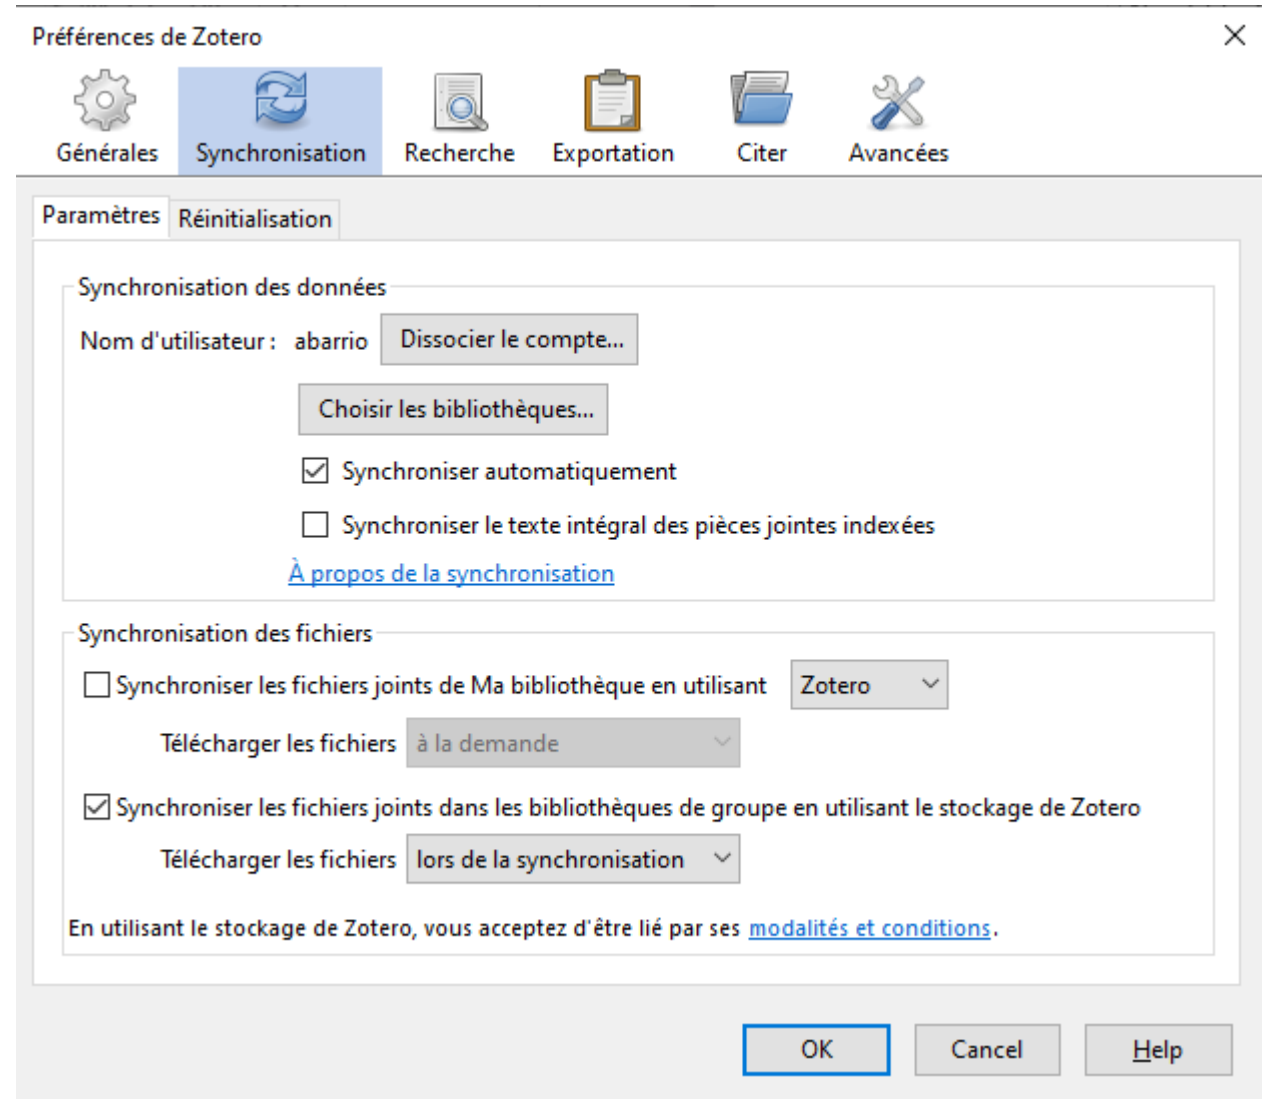 Préférences de Zotero
Générales Synchronisation Recherche Exportation Citer Avancées
Paramètres Réinitialisation
Synchronisation des données
Nom d'utilisateur : abarrio Dissocier le compte...
Choisir les bibliothèques...
Synchroniser automatiquement
Synchroniser le texte intégral des pièces jointes indexées
À propos de la synchronisation
Synchronisation des fichiers
Synchroniser les fichiers joints de Ma bibliothèque en utilisant Zotero
Télécharger les fichiers à la demande
Synchroniser les fichiers joints dans les bibliothèques de groupe en utilisant le stockage de Zotero
Télécharger les fichiers lors de la synchronisation
En utilisant le stockage de Zotero, vous acceptez d'être lié par ses modalités et conditions.
OK Cancel Help